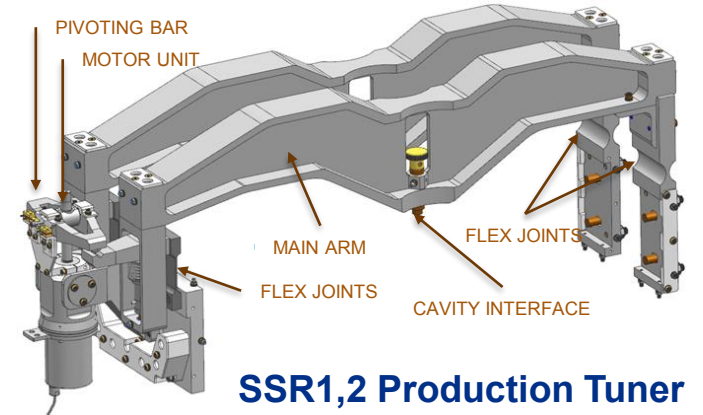 PIVOTING BAR
MOTOR UNIT
MAIN ARM
FLEX JOINTS
FLEX JOINTS
CAVITY INTERFACE
SSR1,2 Production Tuner